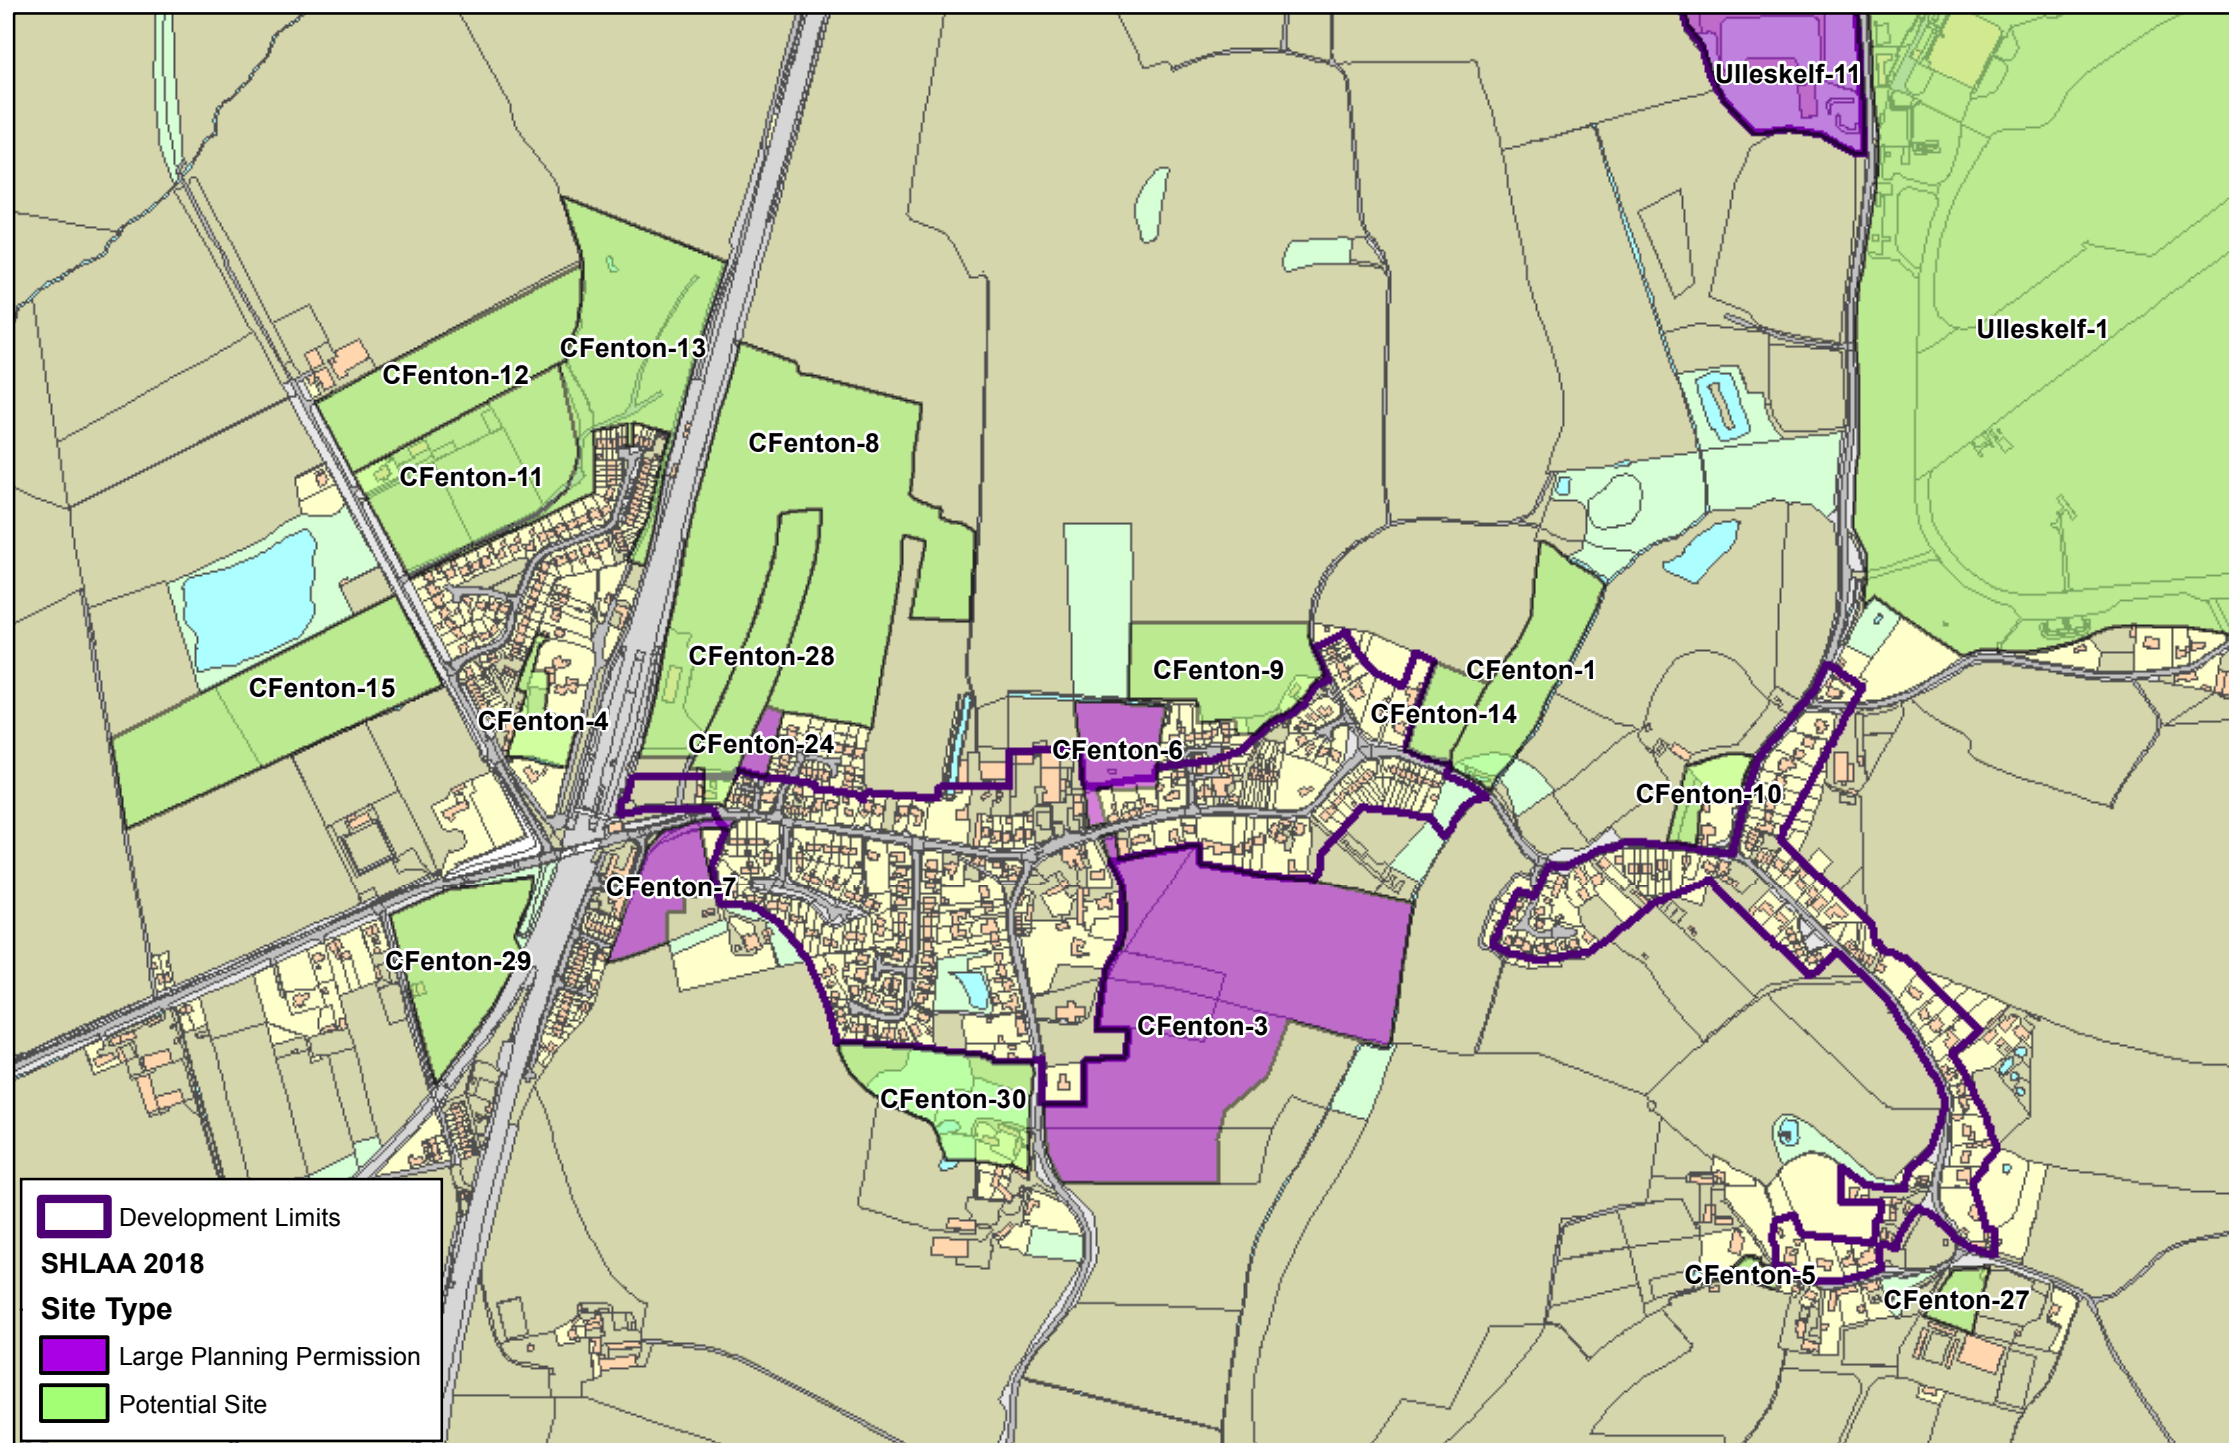 Ulleskelf-11
Ulleskelf-1
CFenton-13
CFenton-12
CFenton-8
CFenton-11
CFenton-28
CFenton-9
CFenton-1
CFenton-15
CFenton-14
CFenton-4
CFenton-24
CFenton-6
CFenton-10
CFenton-7
CFenton-29
CFenton-3
CFenton-30
CFenton-5
CFenton-27
Development Limits
SHLAA 2018
Site Type
Large Planning Permission
Potential Site